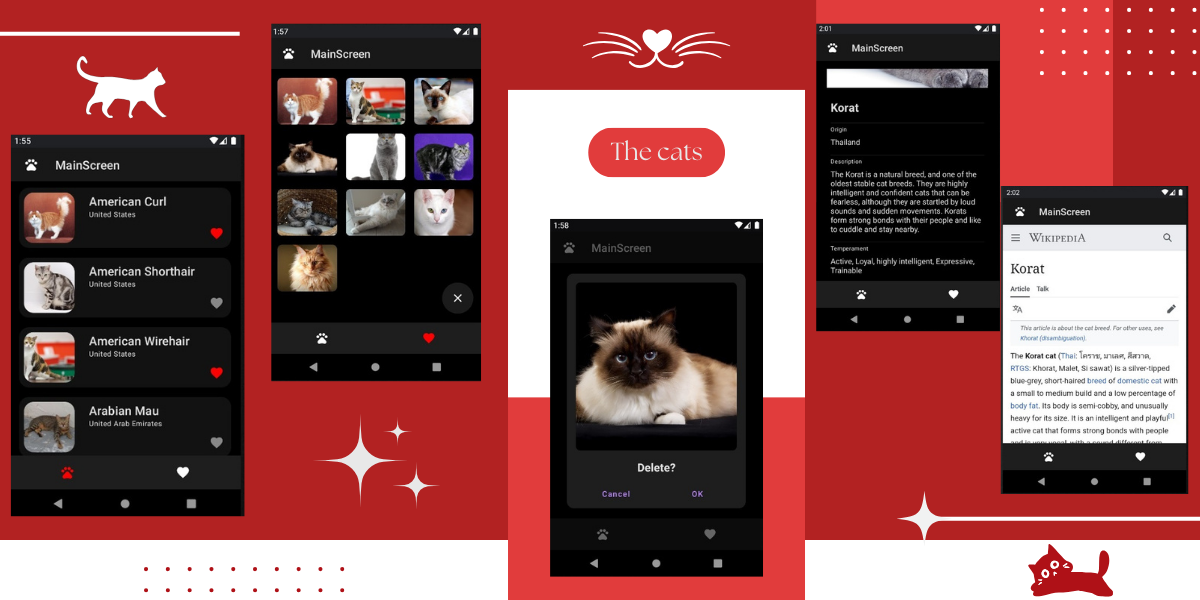 1:55
MainScreen
American Curl
United States
American Shorthair
United States
American Wirehair
United States
Arabian Mau
United Arab Emirates
1:57
MainScreen
The cats
1:58
MainScreen
Delete?
Cancel OK
2:01
MainScreen
Korat
Origin
Thailand
Description
The Korat is a natural breed, and one of the
oldest stable cat breeds. They are highly
intelligent and confident cats that can be
fearless, although they are startled by loud
sounds and sudden movements. Korats
form strong bonds with their people and like
to cuddle and stay nearby.
Temperament
Active, Loyal, highly intelligent, Expressive,
Trainable
2:02
MainScreen
WIKIPEDIA
Korat
Article Talk
This article is about the cat breed. For other uses, see
Khorat (disambiguation).
The Korat cat (Thai: โคราช, มาเลศ, สีสวาด,
RTGS: Khorat, Malet, Si sawat) is a silver-tipped
blue-grey, short-haired breed of domestic cat with
a small to medium build and a low percentage of
body fat. Its body is semi-cobby, and unusually
heavy for its size. It is an intelligent and playful[1]
active cat that forms strong bonds with people
and is very vocal, with a sound different from